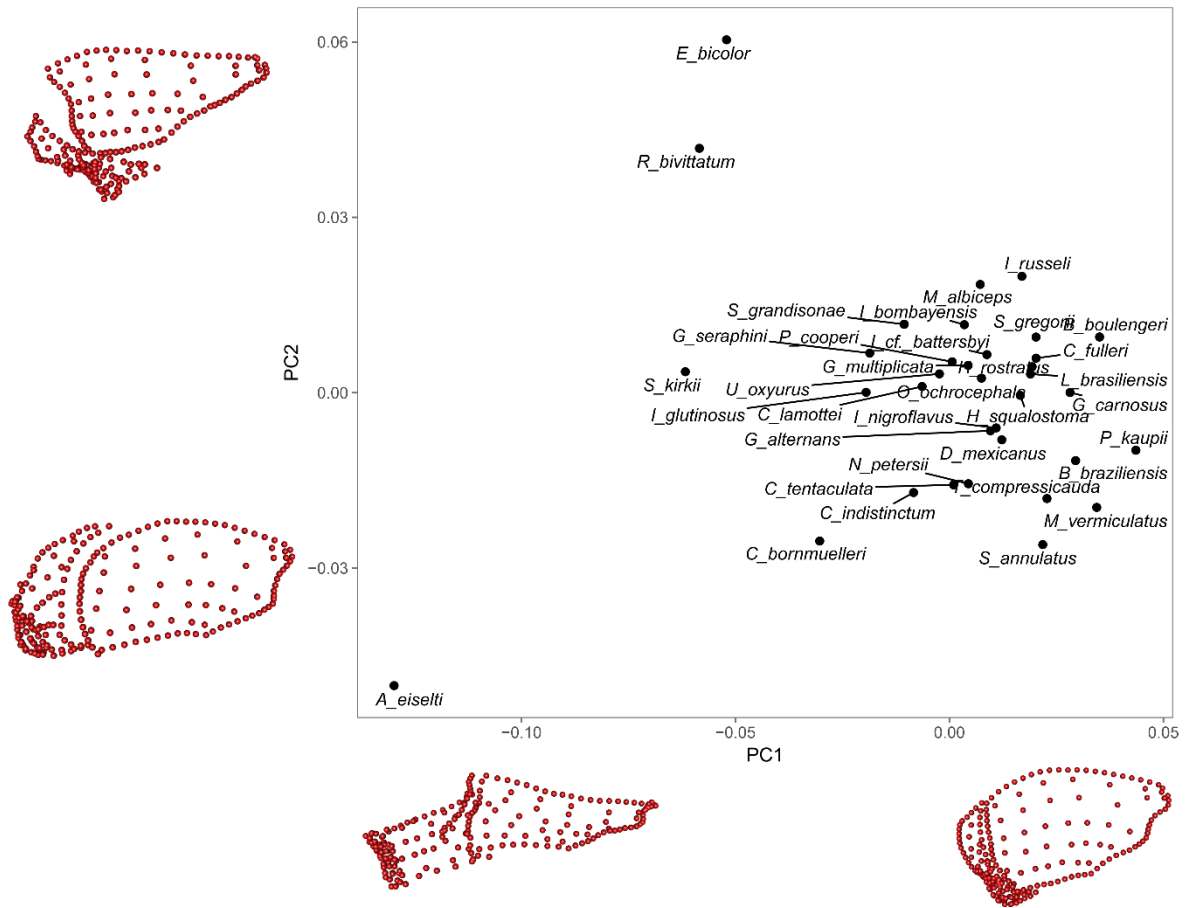 0.06
E_bicolor
R_bivittatum
0.03
I_russeli
M_albiceps
S_grandisonae
I_bombayensis
S_gregorii
B_boulengeri
G_seraphini
P_cooperi
I_cf._battersbyi
C_fulleri
PC2
G_multiplicata
H_rostratus
S_kirkii
U_oxyurus
O_ochrocephala
L_brasiliensis
0.00
I_glutinosus
C_lamottei
I_nigroflavus
H_squalostoma
G_carnosus
G_alternans
D_mexicanus
P_kaupii
N_petersii
B_braziliensis
C_tentaculata
T_compressicauda
C_indistinctum
M_vermiculatus
C_bornmuelleri
S_annulatus
−0.03
A_eiselti
−0.10
−0.05
0.00
0.05
PC1